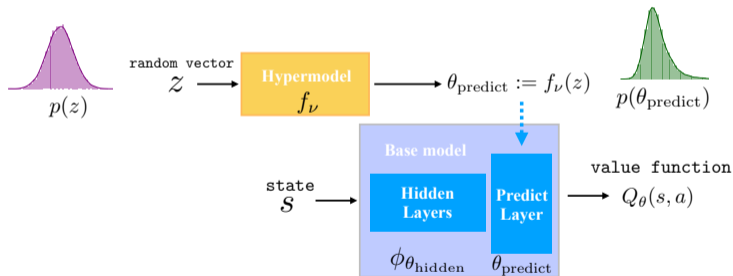 random vector
z
p(z)
Hypermodel
f_ν
θ_predict := f_ν(z)
p(θ_predict)
Base model
state
s
Hidden
Layers
Predict
Layer
value function
Q_θ(s, a)
ϕ_θ_hidden
θ_predict